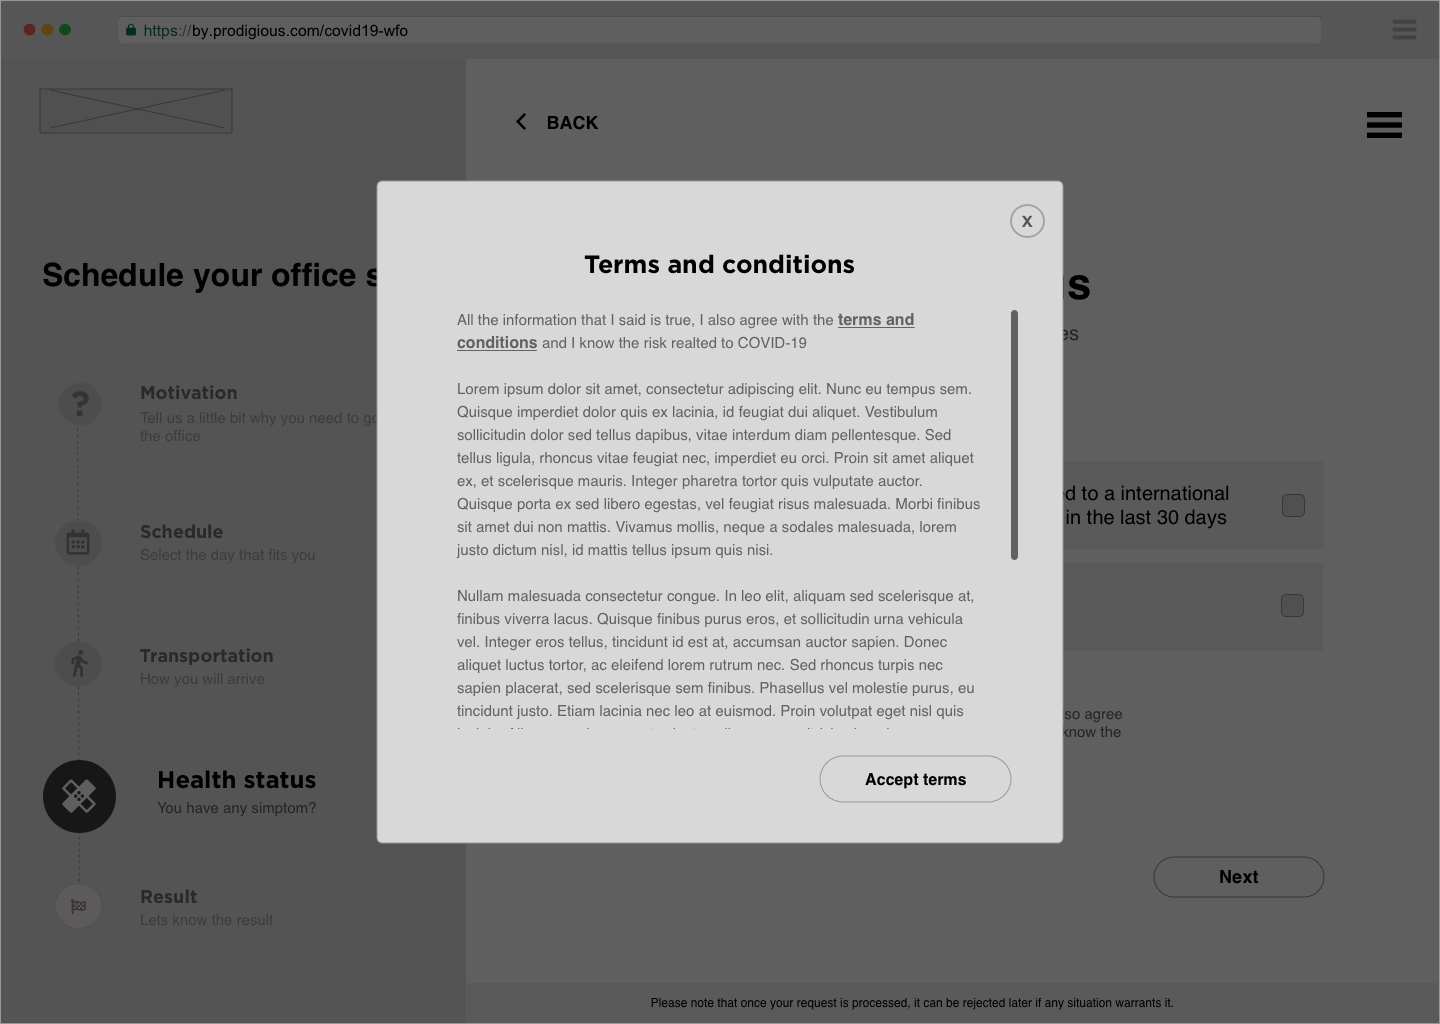 https://by.prodigious.com/covid19-wfo
BACK
Schedule your office s
Motivation
Tell us a little bit why you need to go
the office
Schedule
Select the day that fits you
Transportation
How you will arrive
Health status
You have any simptom?
Result
Lets know the result
X
Terms and conditions
All the information that I said is true, I also agree with the terms and
conditions and I know the risk realted to COVID-19
Lorem ipsum dolor sit amet, consectetur adipiscing elit. Nunc eu tempus sem.
Quisque imperdiet dolor quis ex lacinia, id feugiat dui aliquet. Vestibulum
sollicitudin dolor sed tellus dapibus, vitae interdum diam pellentesque. Sed
tellus ligula, rhoncus vitae feugiat nec, imperdiet eu orci. Proin sit amet aliquet
ex, et scelerisque mauris. Integer pharetra tortor quis vulputate auctor.
Quisque porta ex sed libero egestas, vel feugiat risus malesuada. Morbi finibus
sit amet dui non mattis. Vivamus mollis, neque a sodales malesuada, lorem
justo dictum nisl, id mattis tellus ipsum quis nisi.
Nullam malesuada consectetur congue. In leo elit, aliquam sed scelerisque at,
finibus viverra lacus. Quisque finibus purus eros, et sollicitudin urna vehicula
vel. Integer eros tellus, tincidunt id est at, accumsan auctor sapien. Donec
aliquet luctus tortor, ac eleifend lorem rutrum nec. Sed rhoncus turpis nec
sapien placerat, sed scelerisque sem finibus. Phasellus vel molestie purus, eu
tincidunt justo. Etiam lacinia nec leo at euismod. Proin volutpat eget nisl quis
Accept terms
us
es
d to a international
in the last 30 days
so agree
know the
Next
Please note that once your request is processed, it can be rejected later if any situation warrants it.